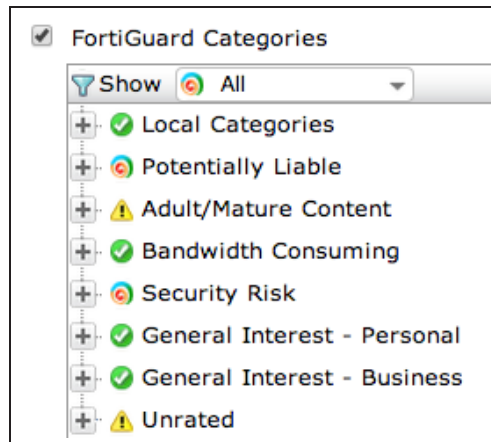 FortiGuard Categories
Show All
Local Categories
Potentially Liable
Adult/Mature Content
Bandwidth Consuming
Security Risk
General Interest - Personal
General Interest - Business
Unrated